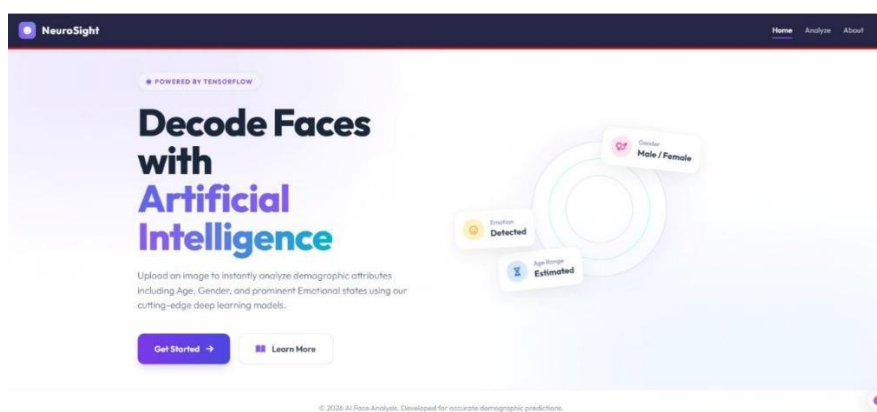 NeuroSight
Home Analyze About
POWERED BY TENSORFLOW
Decode Faces
with
Artificial
Intelligence
Upload an image to instantly analyze demographic attributes
including Age, Gender, and prominent Emotional states using our
cutting-edge deep learning models.
Get Started →
Learn More
Gender
Male / Female
Emotion
Detected
Age Range
Estimated
© 2026 AI Face Analysis. Developed for accurate demographic predictions.